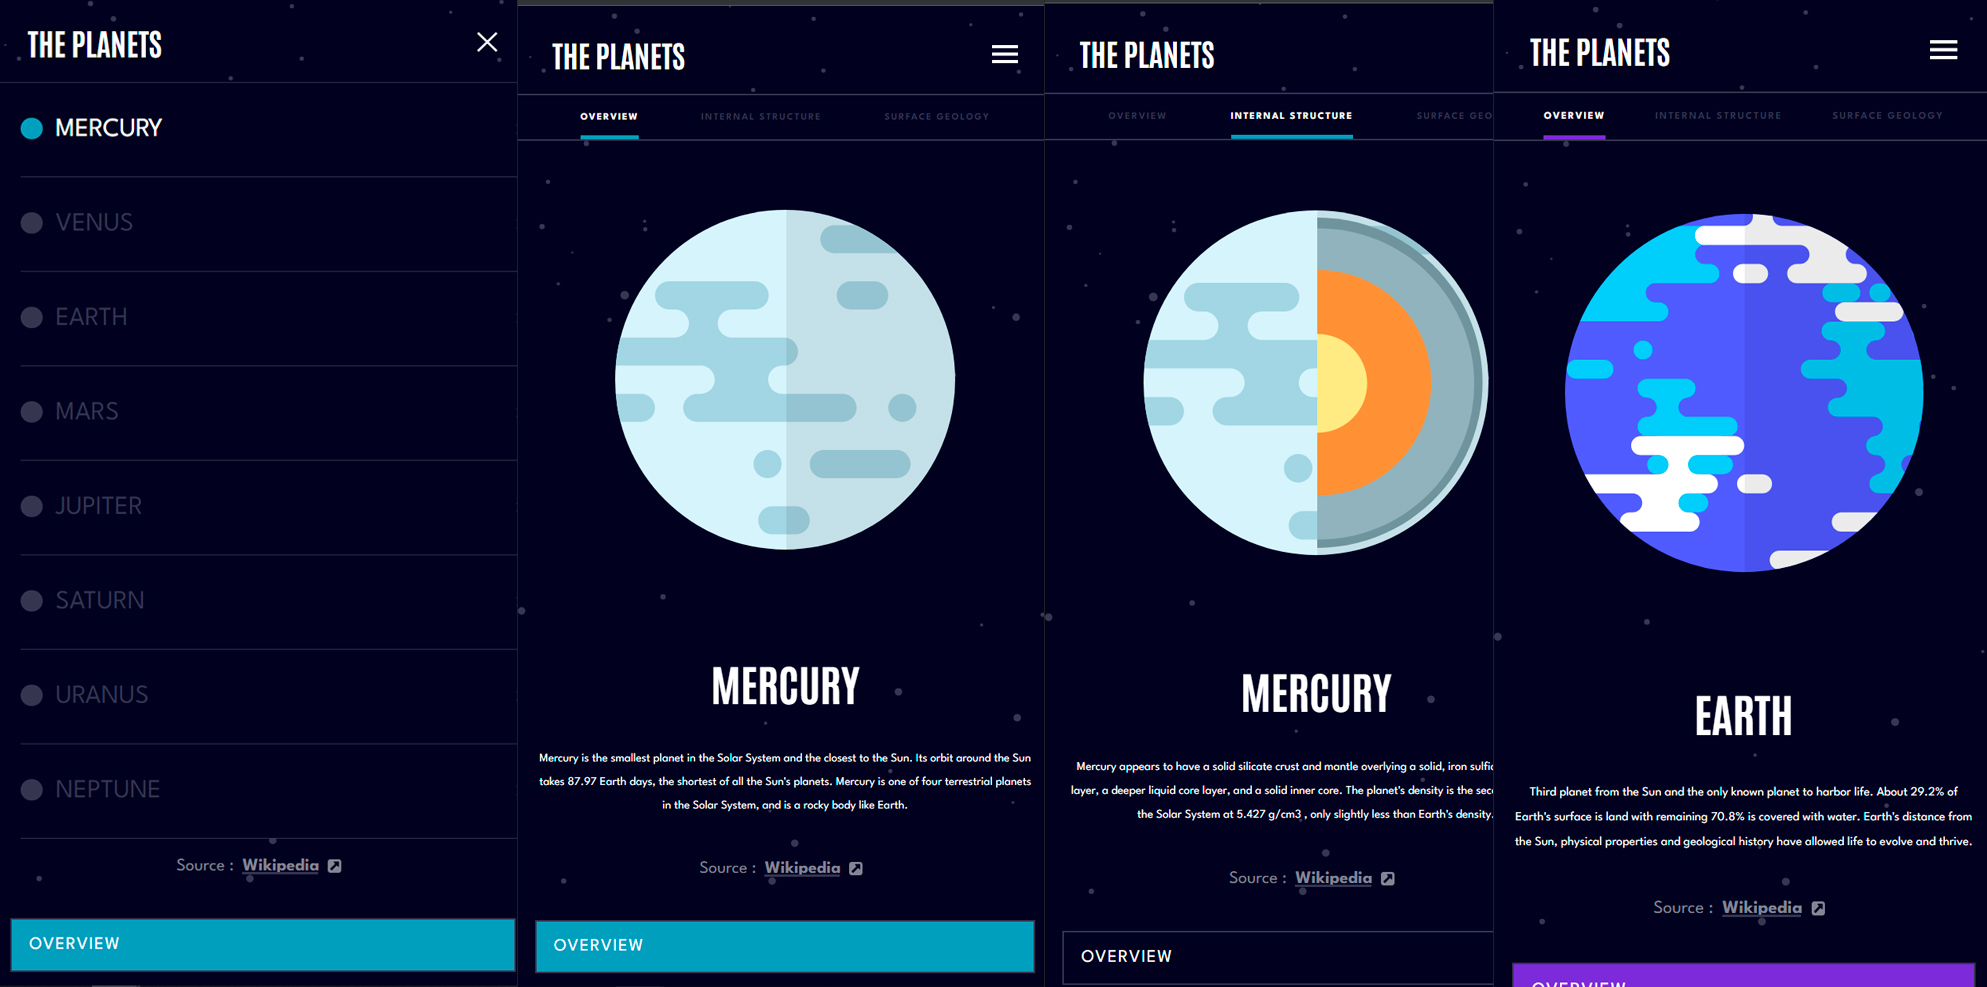 THE PLANETS
MERCURY
VENUS
EARTH
MARS
JUPITER
SATURN
URANUS
NEPTUNE
Source : Wikipedia
OVERVIEW
THE PLANETS
OVERVIEW INTERNAL STRUCTURE SURFACE GEOLOGY
MERCURY
Mercury is the smallest planet in the Solar System and the closest to the Sun. Its orbit around the Sun
takes 87.97 Earth days, the shortest of all the Sun's planets. Mercury is one of four terrestrial planets
in the Solar System, and is a rocky body like Earth.
Source : Wikipedia
OVERVIEW
THE PLANETS
OVERVIEW INTERNAL STRUCTURE SURFACE GEO
MERCURY
Mercury appears to have a solid silicate crust and mantle overlying a solid, iron sulfi
layer, a deeper liquid core layer, and a solid inner core. The planet's density is the sec
the Solar System at 5.427 g/cm3 , only slightly less than Earth's density.
Source : Wikipedia
OVERVIEW
THE PLANETS
OVERVIEW INTERNAL STRUCTURE SURFACE GEOLOGY
EARTH
Third planet from the Sun and the only known planet to harbor life. About 29.2% of
Earth's surface is land with remaining 70.8% is covered with water. Earth's distance from
the Sun, physical properties and geological history have allowed life to evolve and thrive.
Source : Wikipedia
OVERVIEW